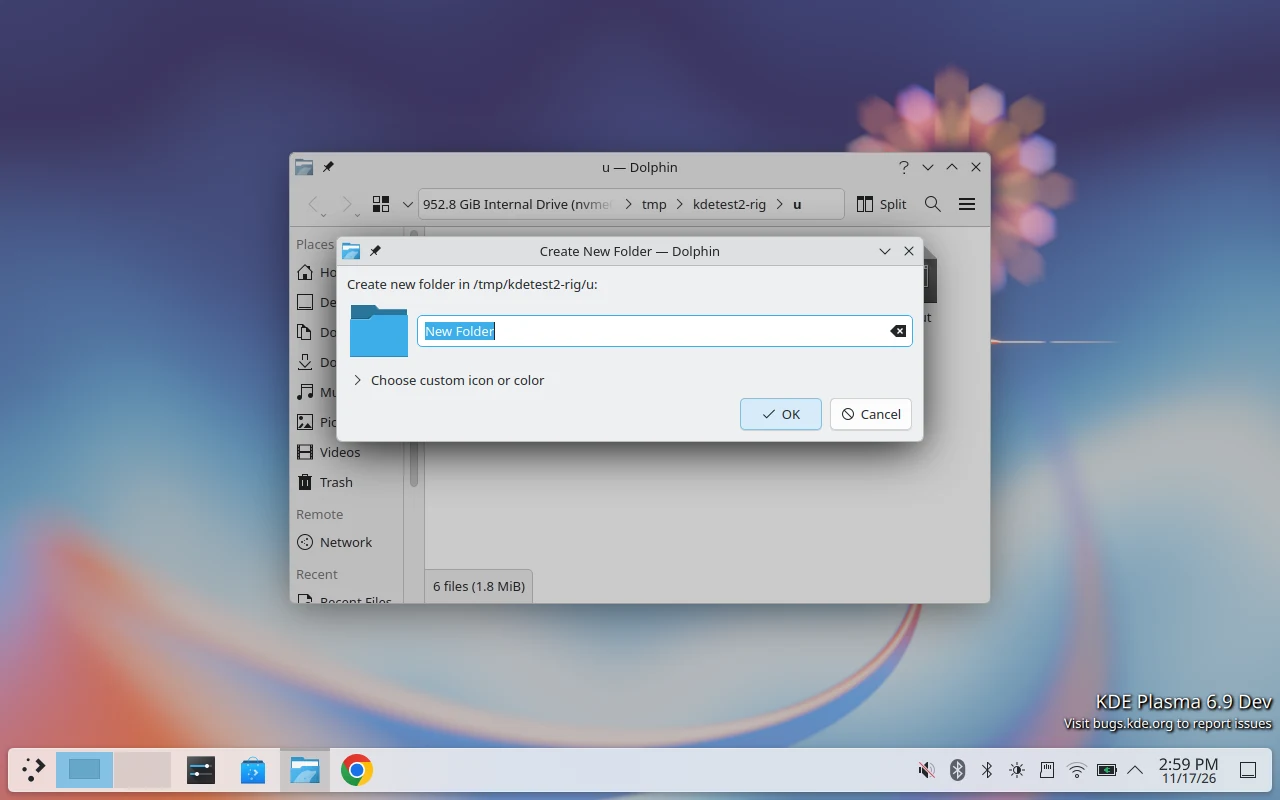 u — Dolphin
952.8 GiB Internal Drive (nvme
tmp
kdetest2-rig
u
Split
Places
Create New Folder — Dolphin
Create new folder in /tmp/kdetest2-rig/u:
New Folder
Choose custom icon or color
OK
Cancel
Videos
Trash
Remote
Network
Recent
Recent Files
6 files (1.8 MiB)
KDE Plasma 6.9 Dev
Visit bugs.kde.org to report issues
2:59 PM
11/17/26